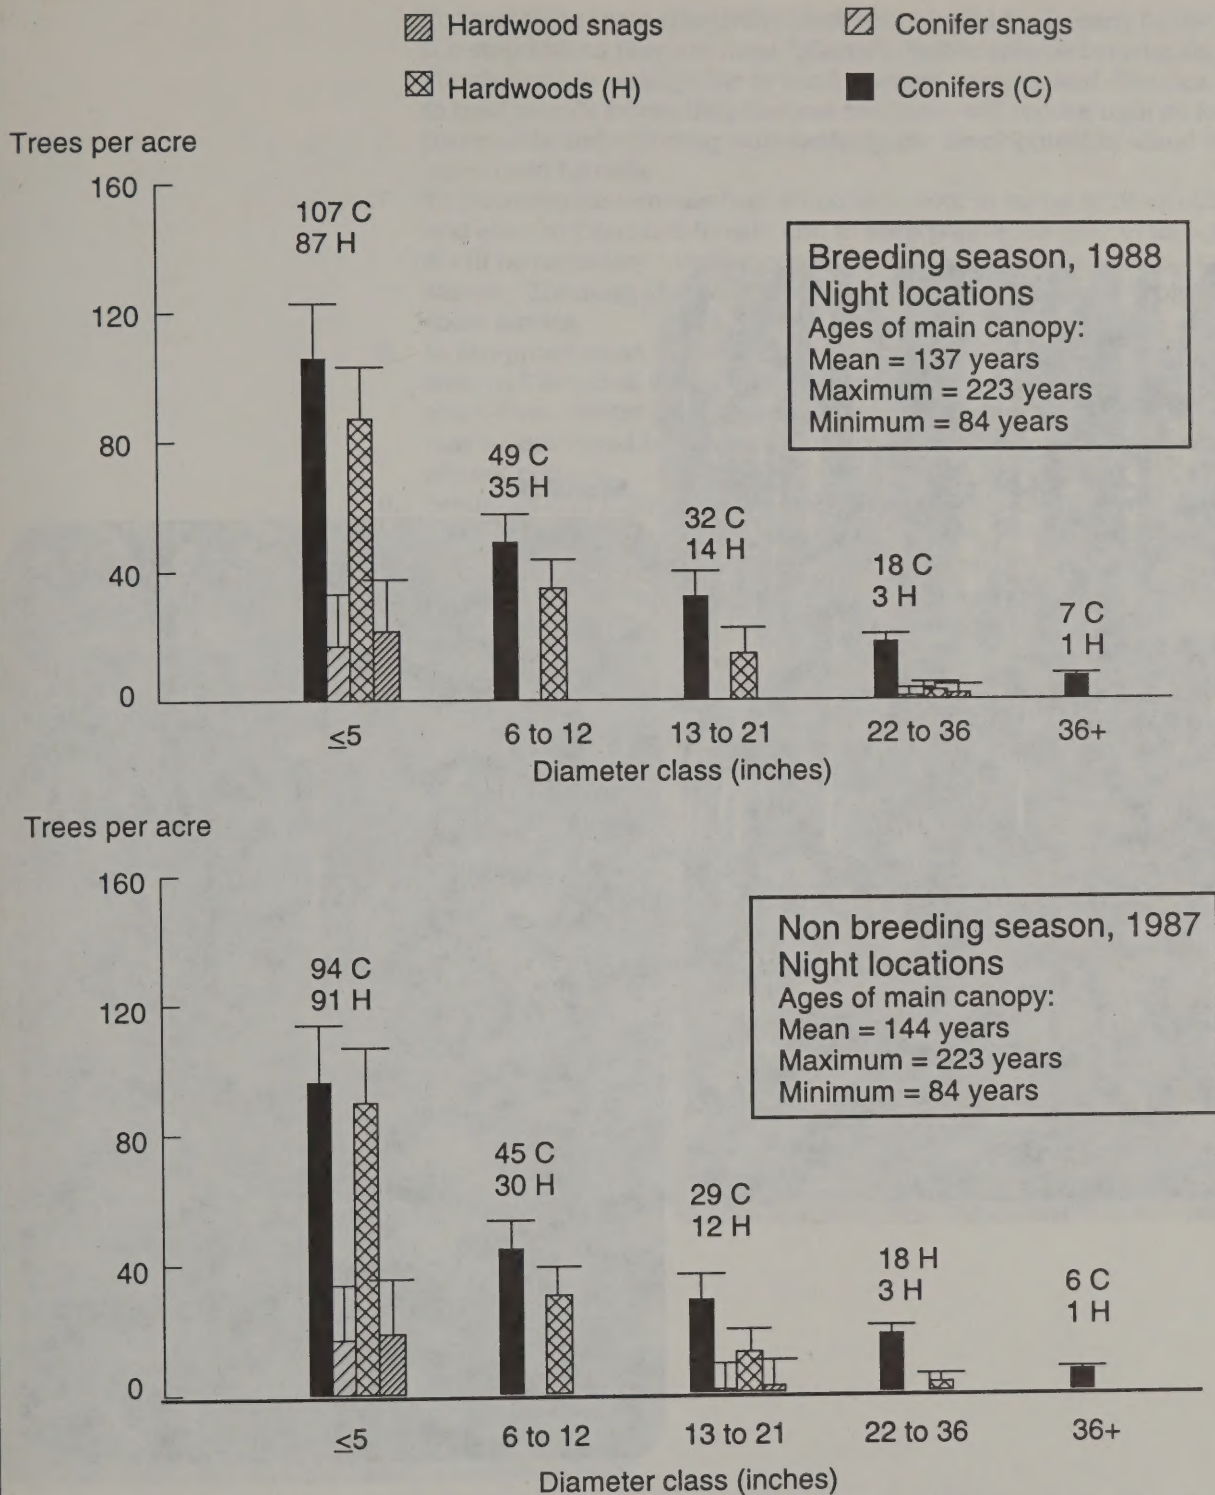 Hardwood snags
Conifer snags
Hardwoods (H)
Conifers (C)
Trees per acre
160
120
80
40
0
107 C
87 H
49 C
35 H
32 C
14 H
18 C
3 H
7 C
1 H
Breeding season, 1988
Night locations
Ages of main canopy:
Mean = 137 years
Maximum = 223 years
Minimum = 84 years
≤5
6 to 12
13 to 21
22 to 36
36+
Diameter class (inches)
Trees per acre
160
120
80
40
0
94 C
91 H
45 C
30 H
29 C
12 H
18 H
3 H
6 C
1 H
Non breeding season, 1987
Night locations
Ages of main canopy:
Mean = 144 years
Maximum = 223 years
Minimum = 84 years
≤5
6 to 12
13 to 21
22 to 36
36+
Diameter class (inches)